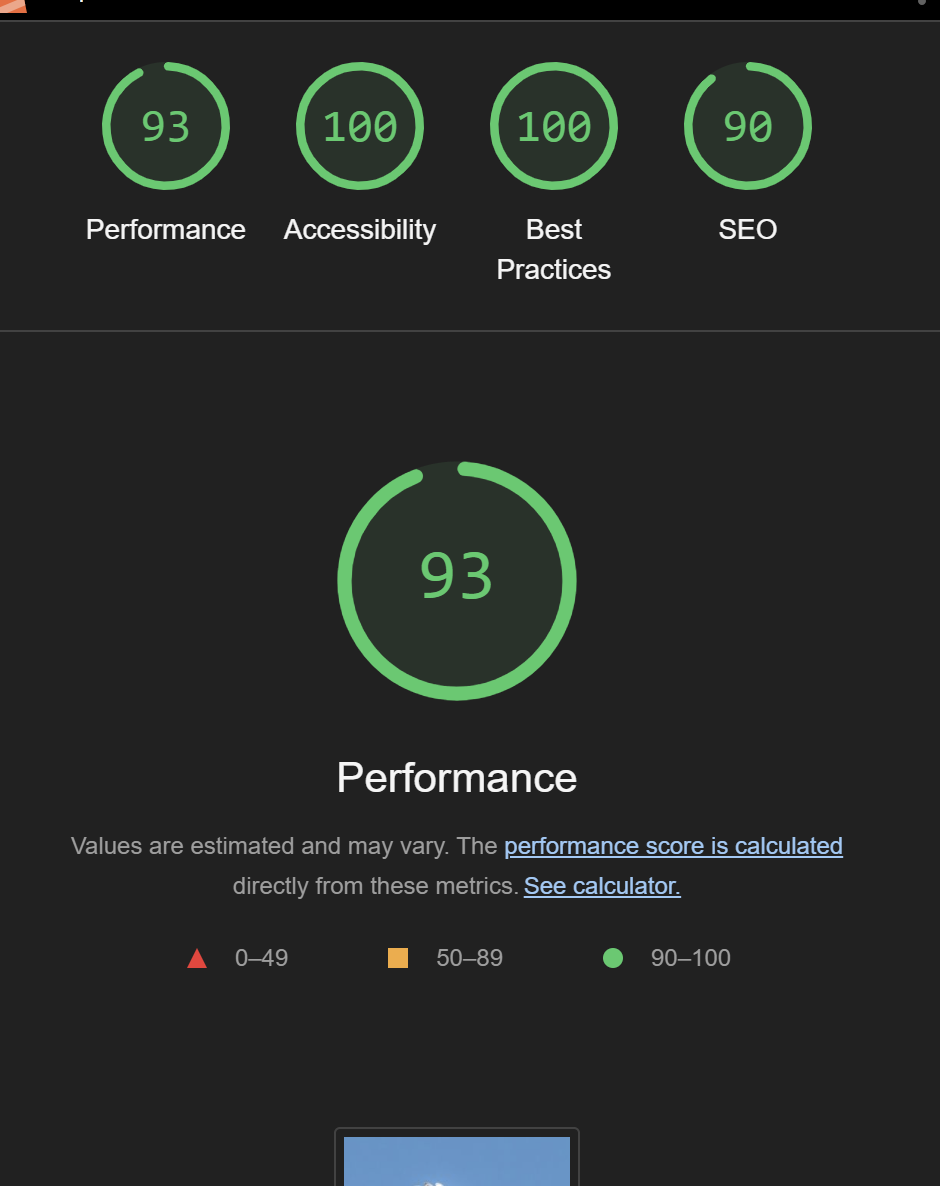 93
100
100
90
Performance
Accessibility
Best
Practices
SEO
93
Performance
Values are estimated and may vary. The performance score is calculated
directly from these metrics. See calculator.
0–49
50–89
90–100